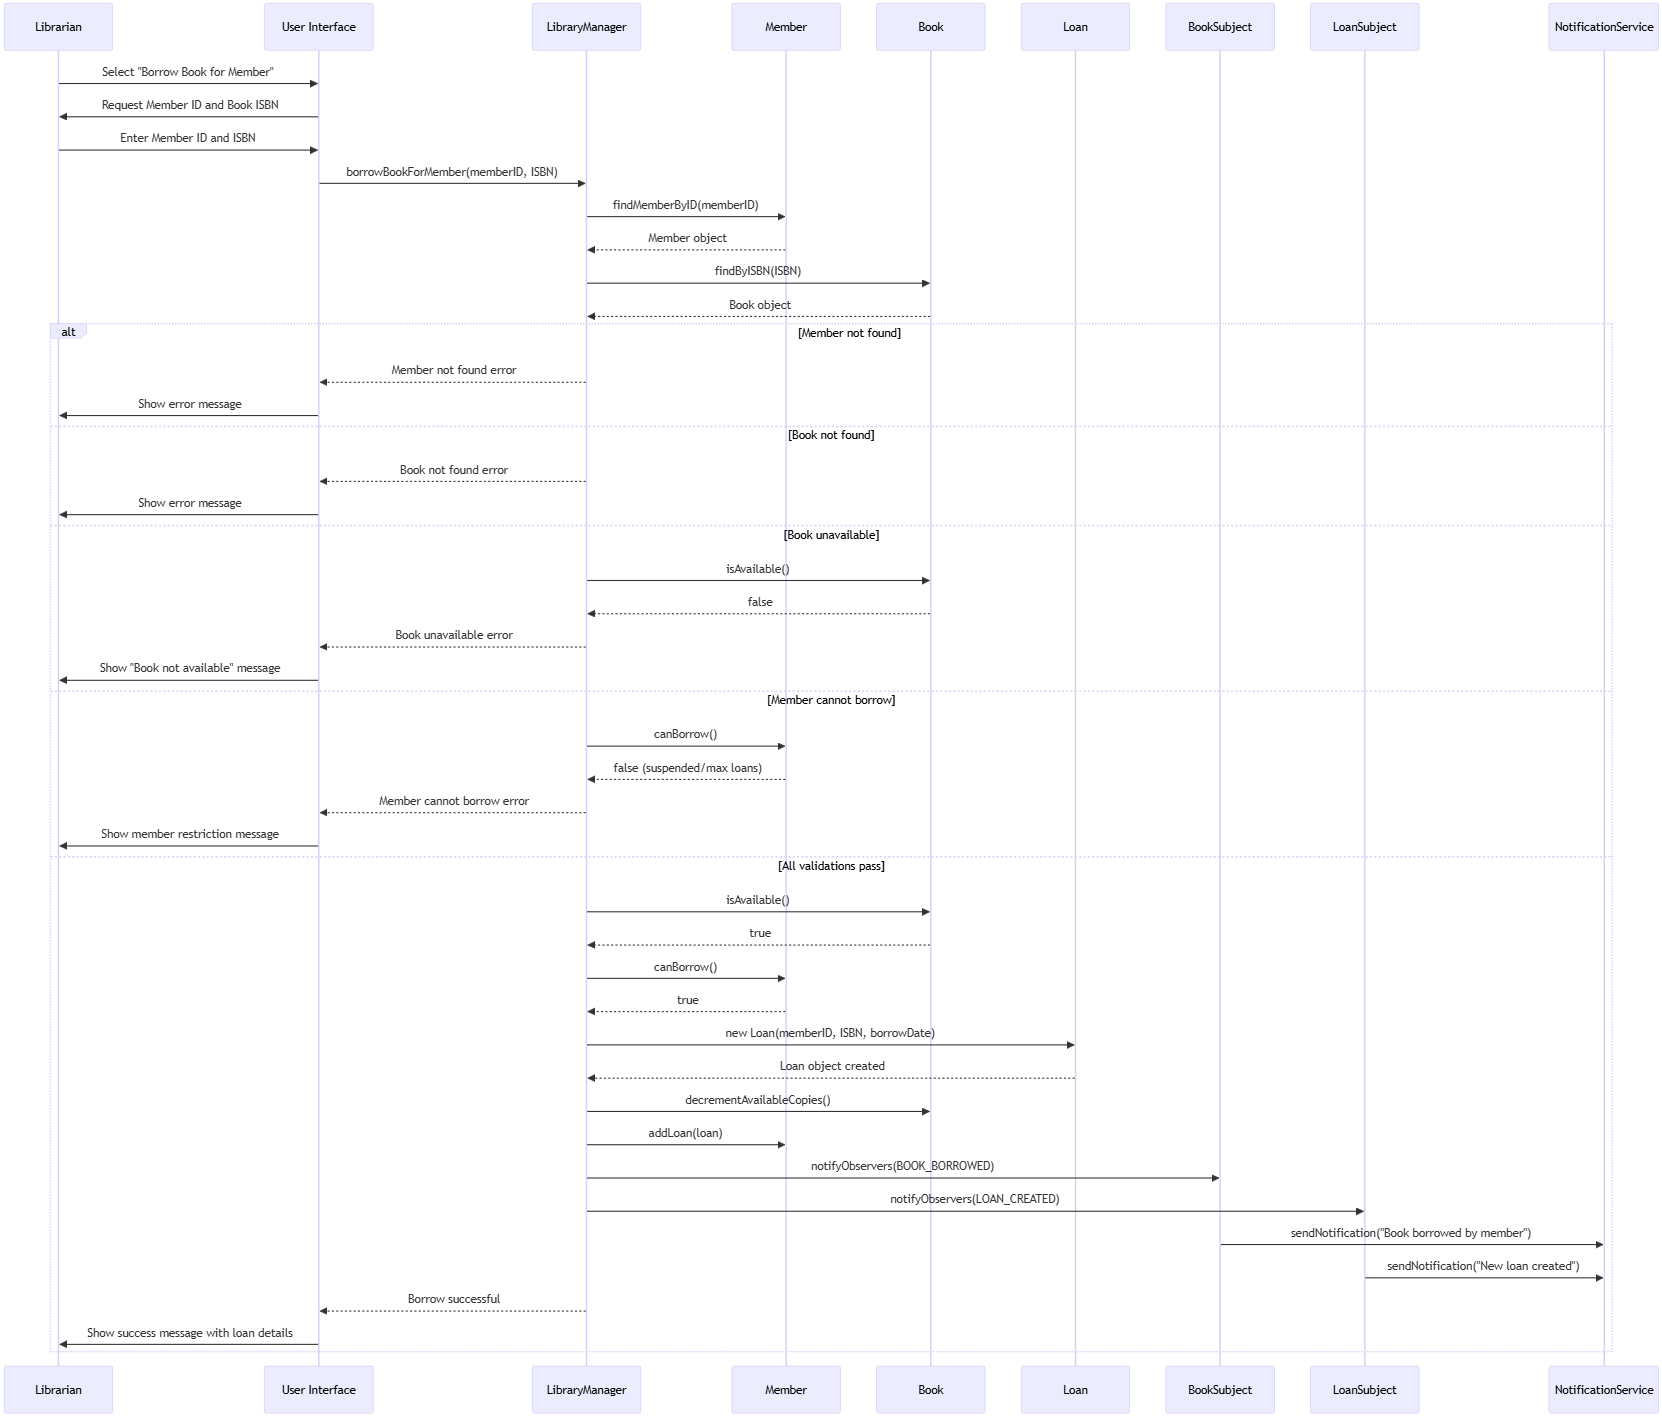 Librarian
User Interface
LibraryManager
Member
Book
Loan
BookSubject
LoanSubject
NotificationService
Select "Borrow Book for Member"
Request Member ID and Book ISBN
Enter Member ID and ISBN
borrowBookForMember(memberID, ISBN)
findMemberByID(memberID)
Member object
findByISBN(ISBN)
Book object
alt
[Member not found]
Member not found error
Show error message
[Book not found]
Book not found error
Show error message
[Book unavailable]
isAvailable()
false
Book unavailable error
Show "Book not available" message
[Member cannot borrow]
canBorrow()
false (suspended/max loans)
Member cannot borrow error
Show member restriction message
[All validations pass]
isAvailable()
true
canBorrow()
true
new Loan(memberID, ISBN, borrowDate)
Loan object created
decrementAvailableCopies()
addLoan(loan)
notifyObservers(BOOK_BORROWED)
notifyObservers(LOAN_CREATED)
sendNotification("Book borrowed by member")
sendNotification("New loan created")
Borrow successful
Show success message with loan details
Librarian
User Interface
LibraryManager
Member
Book
Loan
BookSubject
LoanSubject
NotificationService